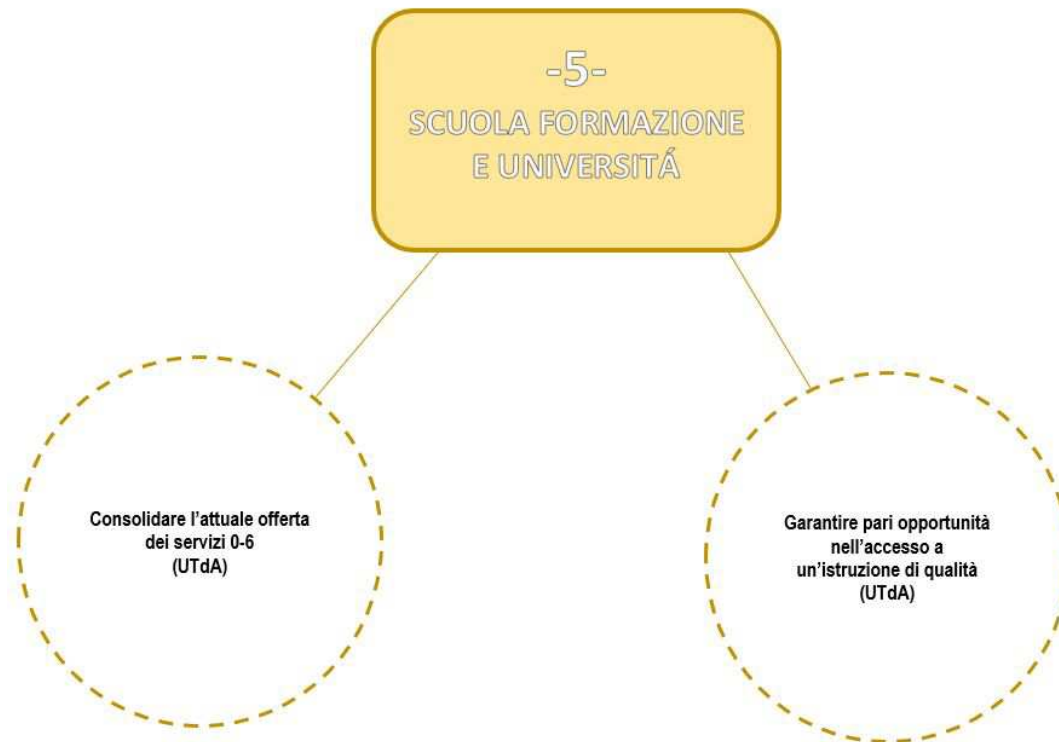 -5-
SCUOLA FORMAZIONE
E UNIVERSITÁ
Consolidare l’attuale offerta
dei servizi 0-6
(UTdA)
Garantire pari opportunità
nell’accesso a
un’istruzione di qualità
(UTdA)